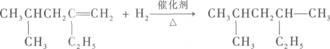 CH₃CHCH₂C=CH₂ + H₂ 催化剂 △ CH₃CHCH₂CH—CH₃
CH₃ C₂H₅ CH₃ C₂H₅